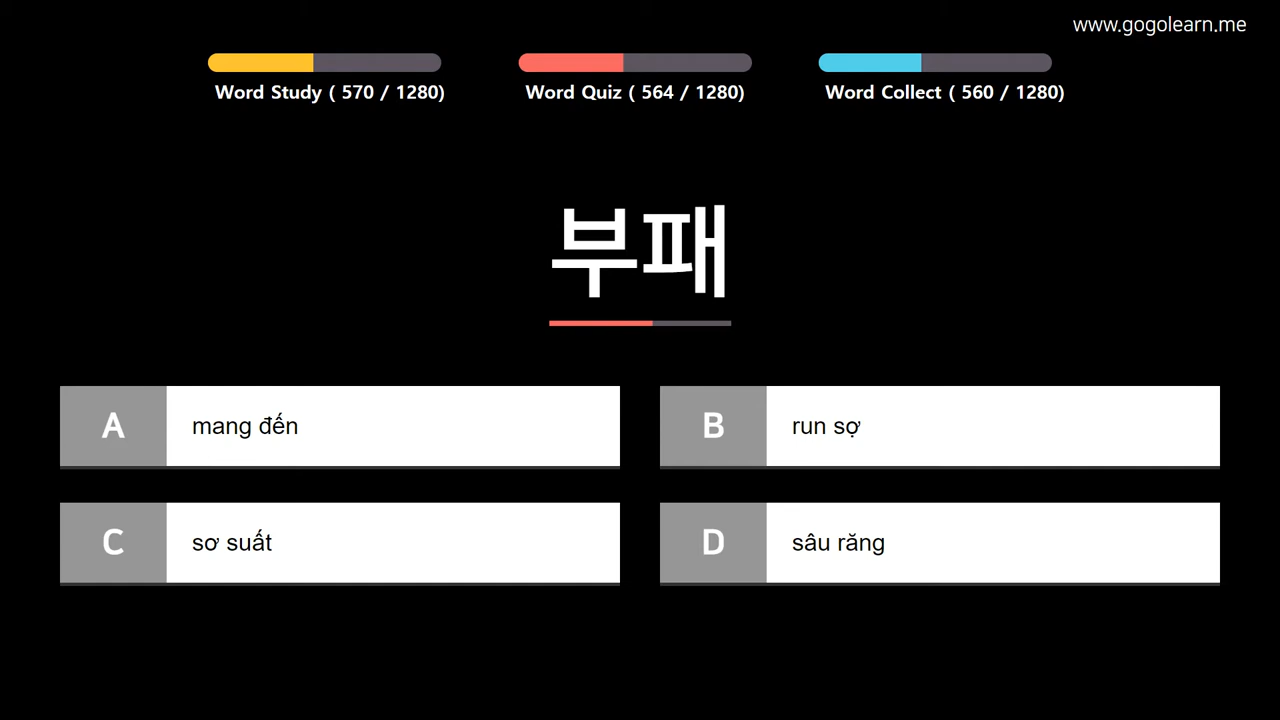 www.gogolearn.me
Word Study ( 570 / 1280)
Word Quiz ( 564 / 1280)
Word Collect ( 560 / 1280)
부패
A mang đến
B run sợ
C sơ suất
D sâu răng